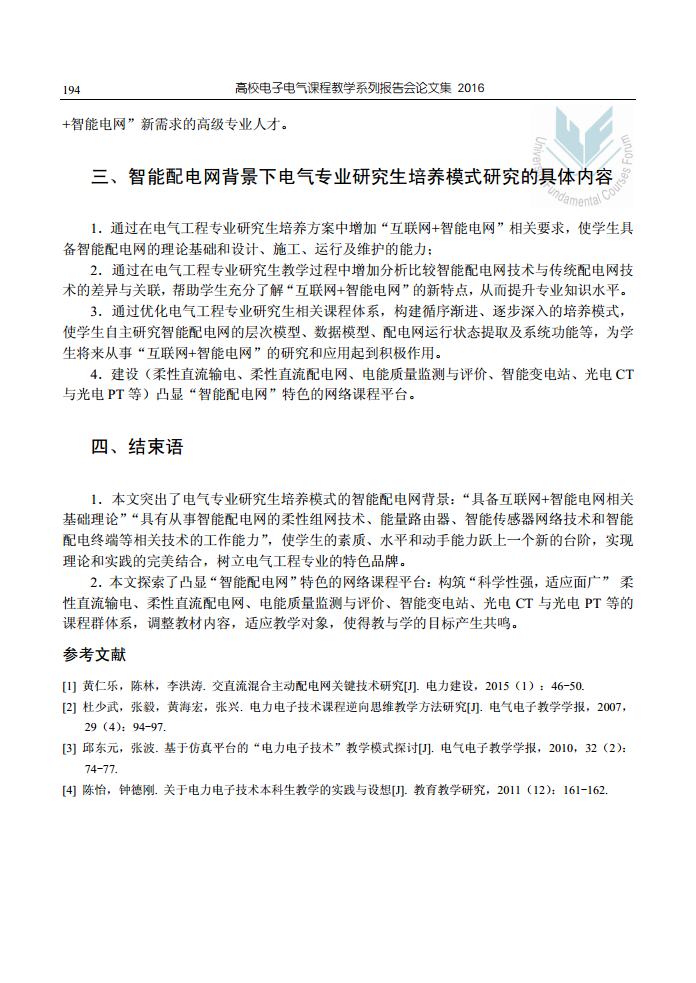 194
高校电子电气课程教学系列报告会论文集 2016
+智能电网”新需求的高级专业人才。
University Fundamental Courses Forum
三、智能配电网背景下电气专业研究生培养模式研究的具体内容
1．通过在电气工程专业研究生培养方案中增加“互联网+智能电网”相关要求，使学生具
备智能配电网的理论基础和设计、施工、运行及维护的能力；
2．通过在电气工程专业研究生教学过程中增加分析比较智能配电网技术与传统配电网技
术的差异与关联，帮助学生充分了解“互联网+智能电网”的新特点，从而提升专业知识水平。
3．通过优化电气工程专业研究生相关课程体系，构建循序渐进、逐步深入的培养模式，
使学生自主研究智能配电网的层次模型、数据模型、配电网运行状态提取及系统功能等，为学
生将来从事“互联网+智能电网”的研究和应用起到积极作用。
4．建设（柔性直流输电、柔性直流配电网、电能质量监测与评价、智能变电站、光电 CT
与光电 PT 等）凸显“智能配电网”特色的网络课程平台。
四、结束语
1．本文突出了电气专业研究生培养模式的智能配电网背景：“具备互联网+智能电网相关
基础理论”“具有从事智能配电网的柔性组网技术、能量路由器、智能传感器网络技术和智能
配电终端等相关技术的工作能力”，使学生的素质、水平和动手能力跃上一个新的台阶，实现
理论和实践的完美结合，树立电气工程专业的特色品牌。
2．本文探索了凸显“智能配电网”特色的网络课程平台：构筑“科学性强，适应面广” 柔
性直流输电、柔性直流配电网、电能质量监测与评价、智能变电站、光电 CT 与光电 PT 等的
课程群体系，调整教材内容，适应教学对象，使得教与学的目标产生共鸣。
参考文献
[1] 黄仁乐，陈林，李洪涛. 交直流混合主动配电网关键技术研究[J]. 电力建设，2015（1）：46-50.
[2] 杜少武，张毅，黄海宏，张兴. 电力电子技术课程逆向思维教学方法研究[J]. 电气电子教学学报，2007，
29（4）：94-97.
[3] 邱东元，张波. 基于仿真平台的“电力电子技术”教学模式探讨[J]. 电气电子教学学报，2010，32（2）：
74-77.
[4] 陈怡，钟德刚. 关于电力电子技术本科生教学的实践与设想[J]. 教育教学研究，2011（12）：161-162.